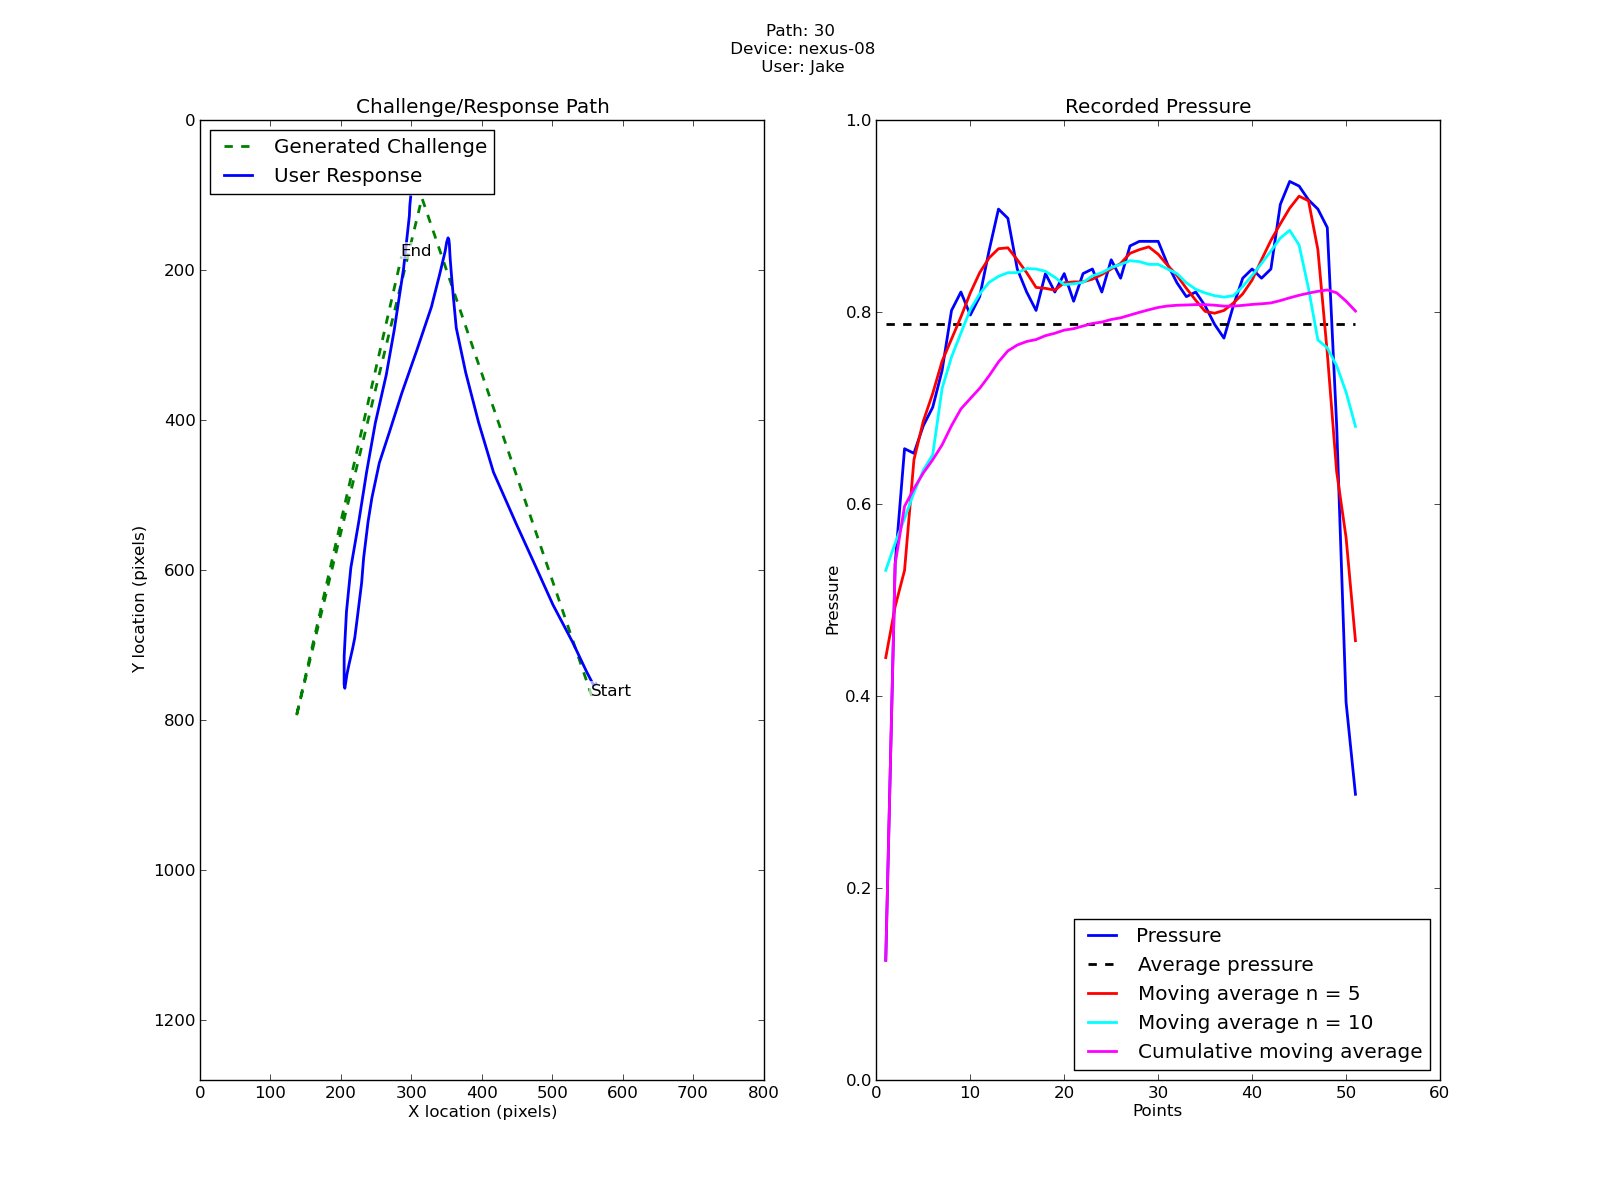 Path: 30
Device: nexus-08
User: Jake
Challenge/Response Path
Generated Challenge
User Response
End
Start
0
200
400
600
800
1000
1200
Y location (pixels)
0 100 200 300 400 500 600 700 800
X location (pixels)
Recorded Pressure
1.0
0.8
0.6
0.4
0.2
0.0
Pressure
Pressure
Average pressure
Moving average n = 5
Moving average n = 10
Cumulative moving average
0 10 20 30 40 50 60
Points